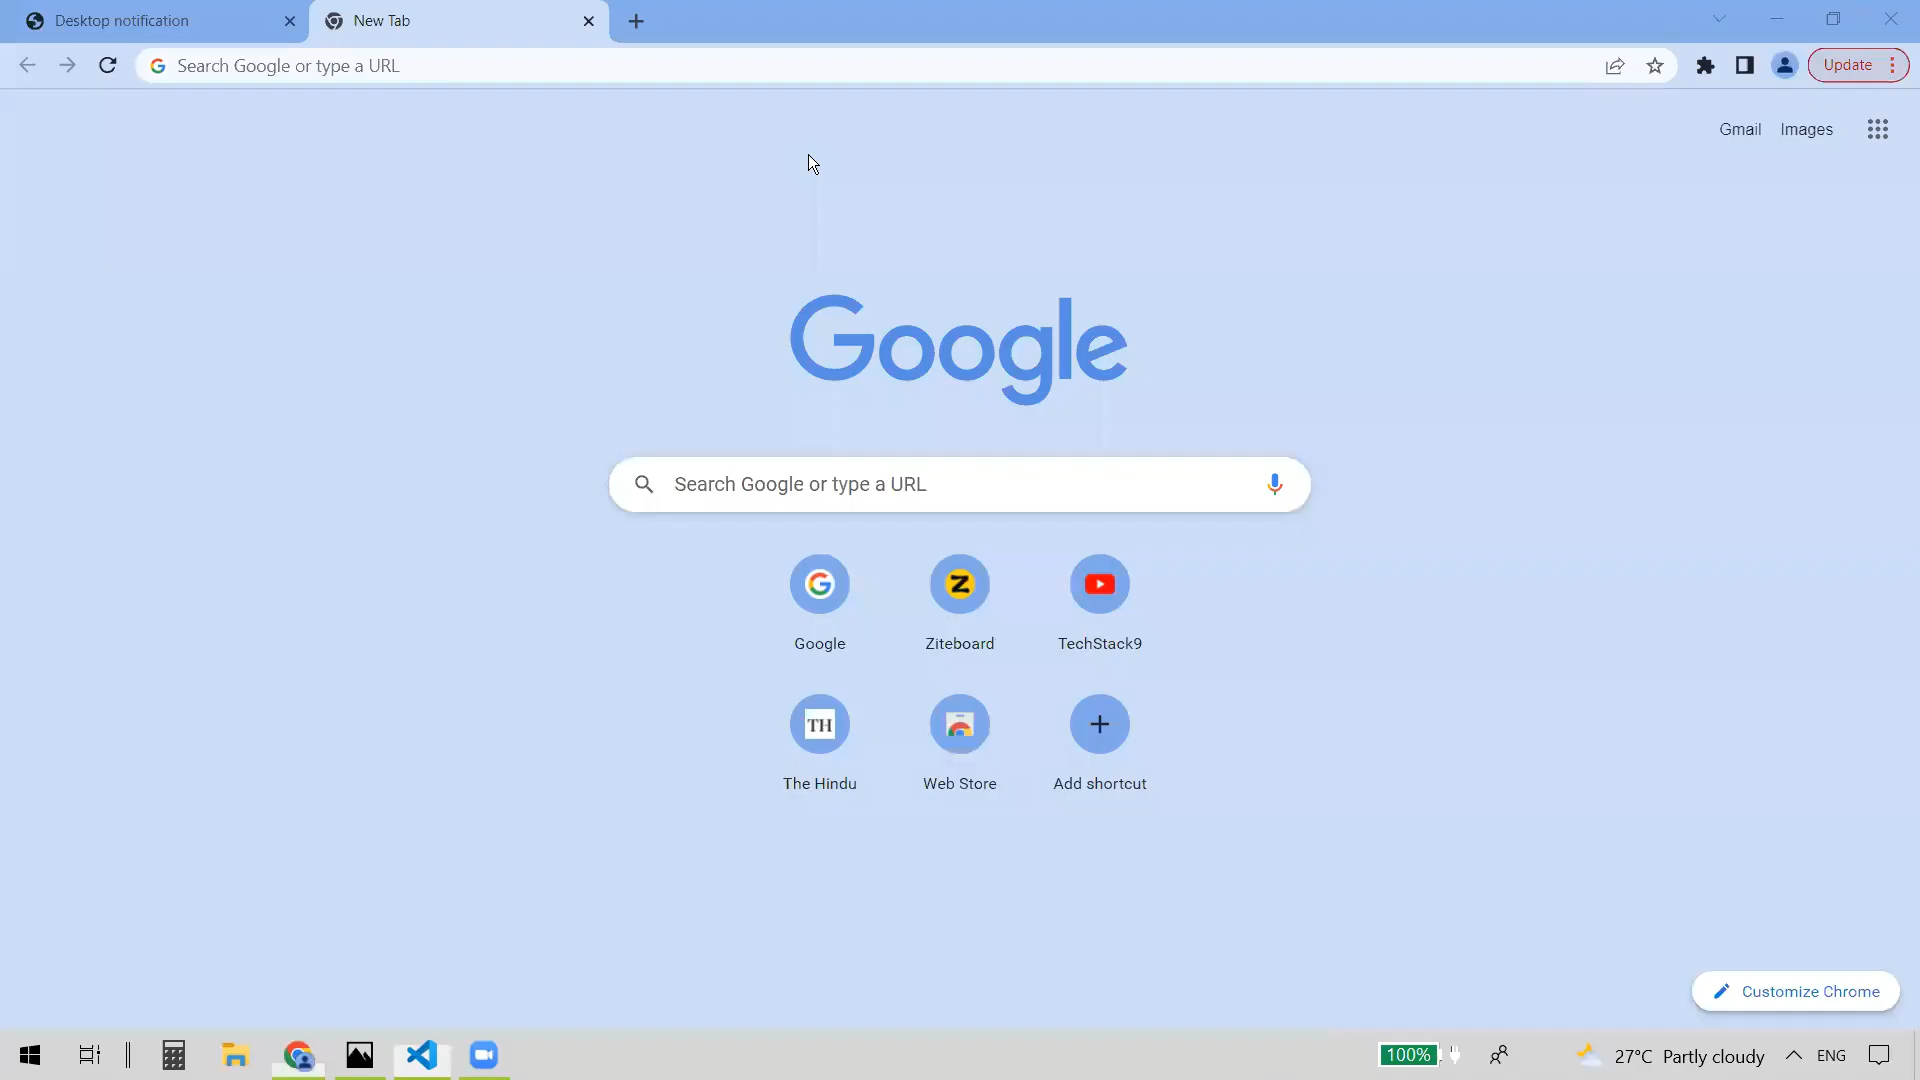 Desktop notification
New Tab
Search Google or type a URL
Update
Gmail
Images
Google
Search Google or type a URL
Google
Ziteboard
TechStack9
TH
The Hindu
Web Store
Add shortcut
Customize Chrome
100%
27°C Partly cloudy
ENG